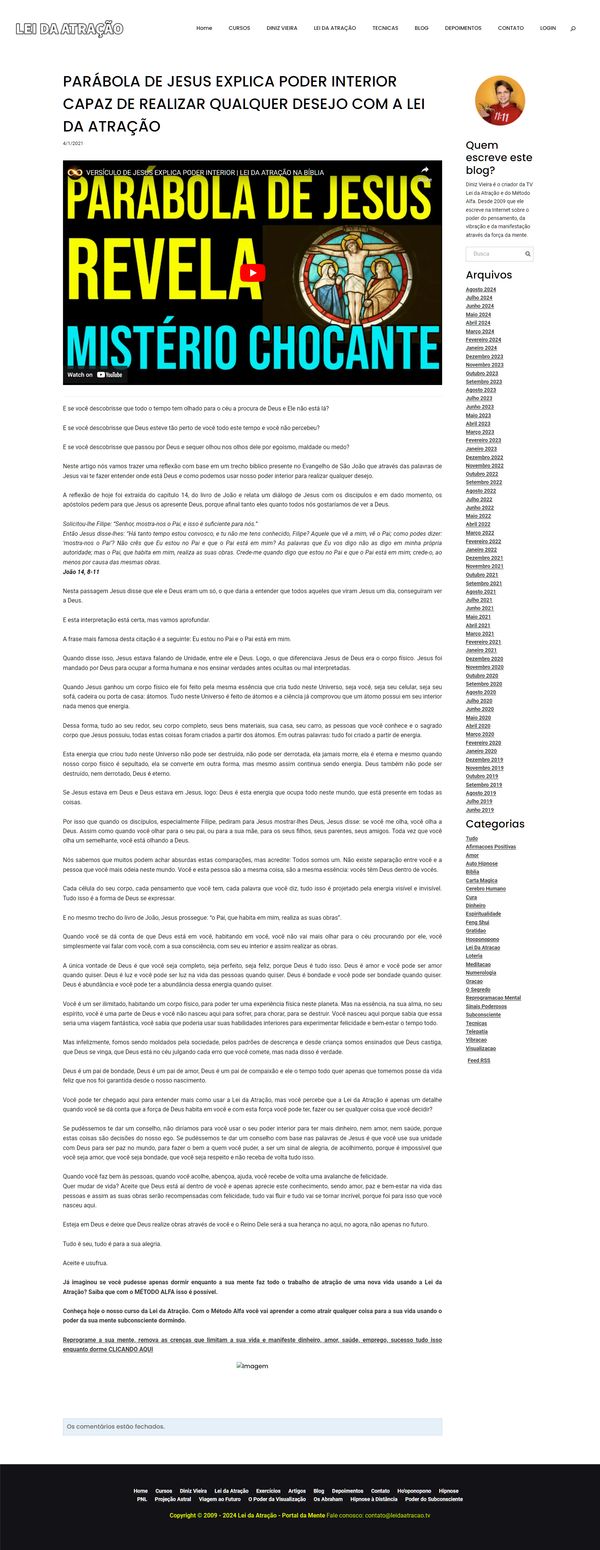 LEI DA ATRAÇÃO
Home CURSOS DINIZ VIEIRA LEI DA ATRAÇÃO TECNICAS BLOG DEPOIMENTOS CONTATO LOGIN
PARÁBOLA DE JESUS EXPLICA PODER INTERIOR
CAPAZ DE REALIZAR QUALQUER DESEJO COM A LEI
DA ATRAÇÃO
4/1/2021
VERSÍCULO DE JESUS EXPLICA PODER INTERIOR | LEI DA ATRAÇÃO NA BÍBLIA
PARÁBOLA DE JESUS
REVELA
MISTÉRIO CHOCANTE
Watch on YouTube
E se você descobrisse que todo o tempo tem olhado para o céu a procura de Deus e Ele não está lá?
E se você descobrisse que Deus esteve tão perto de você todo este tempo e você não percebeu?
E se você descobrisse que passou por Deus e sequer olhou nos olhos dele por egoísmo, maldade ou medo?
Neste artigo nós vamos trazer uma reflexão com base em um trecho bíblico presente no Evangelho de São João que através das palavras de
Jesus vai te fazer entender onde está Deus e como podemos usar nosso poder interior para realizar qualquer desejo.
A reflexão de hoje foi extraída do capítulo 14, do livro de João e relata um diálogo de Jesus com os discípulos e em dado momento, os
apóstolos pedem para que Jesus os apresente Deus, porque afinal tanto eles quanto todos nós gostaríamos de ver a Deus.
Solicitou-lhe Filipe: “Senhor, mostra-nos o Pai, e isso é suficiente para nós.”
Então Jesus disse-lhes: “Há tanto tempo estou convosco, e tu não me tens conhecido, Filipe? Aquele que vê a mim, vê o Pai; como podes dizer:
‘mostra-nos o Pai’? Não crês que Eu estou no Pai e que o Pai está em mim? As palavras que Eu vos digo não as digo em minha própria
autoridade; mas o Pai, que habita em mim, realiza as suas obras. Crede-me quando digo que estou no Pai e que o Pai está em mim; crede-o, ao
menos por causa das mesmas obras.
João 14, 8-11
Nesta passagem Jesus disse que ele e Deus eram um só, o que daria a entender que todos aqueles que viram Jesus um dia, conseguiram ver
a Deus.
E esta interpretação está certa, mas vamos aprofundar.
A frase mais famosa desta citação é a seguinte: Eu estou no Pai e o Pai está em mim.
Quando disse isso, Jesus estava falando de Unidade, entre ele e Deus. Logo, o que diferenciava Jesus de Deus era o corpo físico. Jesus foi
mandado por Deus para ocupar a forma humana e nos ensinar verdades antes ocultas ou mal interpretadas.
Quando Jesus ganhou um corpo físico ele foi feito pela mesma essência que cria tudo neste Universo, seja você, seja seu celular, seja seu
sofá, cadeira ou porta de casa: átomos. Tudo neste Universo é feito de átomos e a ciência já comprovou que um átomo possui em seu interior
nada menos que energia.
Dessa forma, tudo ao seu redor, seu corpo completo, seus bens materiais, sua casa, seu carro, as pessoas que você conhece e o sagrado
corpo que Jesus possuiu, todas estas coisas foram criados a partir dos átomos. Em outras palavras: tudo foi criado a partir de energia.
Esta energia que criou tudo neste Universo não pode ser destruída, não pode ser derrotada, ela jamais morre, ela é eterna e mesmo quando
nosso corpo físico é sepultado, ela se converte em outra forma, mas mesmo assim continua sendo energia. Deus também não pode ser
destruído, nem derrotado, Deus é eterno.
Se Jesus estava em Deus e Deus estava em Jesus, logo: Deus é esta energia que ocupa todo neste mundo, que está presente em todas as
coisas.
Por isso que quando os discípulos, especialmente Filipe, pediram para Jesus mostrar-lhes Deus, Jesus disse: se você me olha, você olha a
Deus. Assim como quando você olhar para o seu pai, ou para a sua mãe, para os seus filhos, seus parentes, seus amigos. Toda vez que você
olha um semelhante, você está olhando a Deus.
Nós sabemos que muitos podem achar absurdas estas comparações, mas acredite: Todos somos um. Não existe separação entre você e a
pessoa que você mais odeia neste mundo. Você e esta pessoa são a mesma coisa, são a mesma essência: vocês têm Deus dentro de vocês.
Cada célula do seu corpo, cada pensamento que você tem, cada palavra que você diz, tudo isso é projetado pela energia visível e invisível.
Tudo isso é a forma de Deus se expressar.
E no mesmo trecho do livro de João, Jesus prossegue: “o Pai, que habita em mim, realiza as suas obras”.
Quando você se dá conta de que Deus está em você, habitando em você, você não vai mais olhar para o céu procurando por ele, você
simplesmente vai falar com você, com a sua consciência, com seu eu interior e assim realizar as obras.
A única vontade de Deus é que você seja completo, seja perfeito, seja feliz, porque Deus é tudo isso. Deus é amor e você pode ser amor
quando quiser. Deus é luz e você pode ser luz na vida das pessoas quando quiser. Deus é bondade e você pode ser bondade quando quiser.
Deus é abundância e você pode ter a abundância dessa energia quando quiser.
Você é um ser ilimitado, habitando um corpo físico, para poder ter uma experiência física neste planeta. Mas na essência, na sua alma, no seu
espírito, você é uma parte de Deus e você não nasceu aqui para sofrer, para chorar, para se destruir. Você nasceu aqui porque sabia que essa
seria uma viagem fantástica, você sabia que poderia usar suas habilidades interiores para experimentar felicidade e bem-estar o tempo todo.
Mas infelizmente, fomos sendo moldados pela sociedade, pelos padrões de descrença e desde criança somos ensinados que Deus castiga,
que Deus se vinga, que Deus está no céu julgando cada erro que você comete, mas nada disso é verdade.
Deus é um pai de bondade, Deus é um pai de amor, Deus é um pai de compaixão e ele o tempo todo quer apenas que tomemos posse da vida
feliz que nos foi garantida desde o nosso nascimento.
Você pode ter chegado aqui para entender mais como usar a Lei da Atração, mas você percebe que a Lei da Atração é apenas um detalhe
quando você se dá conta que a força de Deus habita em você e com esta força você pode ter, fazer ou ser qualquer coisa que você decidir?
Se pudéssemos te dar um conselho, não diríamos para você usar o seu poder interior para ter mais dinheiro, nem amor, nem saúde, porque
estas coisas são decisões do nosso ego. Se pudéssemos te dar um conselho com base nas palavras de Jesus é que você use sua unidade
com Deus para ser paz no mundo, para fazer o bem a quem você puder, a ser um sinal de alegria, de acolhimento, porque é impossível que
você seja amor, que você seja bondade, que você seja respeito e não receba de volta tudo isso.
Quando você faz bem às pessoas, quando você acolhe, abençoa, ajuda, você recebe de volta uma avalanche de felicidade.
Quer mudar de vida? Aceite que Deus está aí dentro de você e apenas aprecie este conhecimento, sendo amor, paz e bem-estar na vida das
pessoas e assim as suas obras serão recompensadas com felicidade, tudo vai fluir e tudo vai se tornar incrível, porque foi para isso que você
nasceu aqui.
Esteja em Deus e deixe que Deus realize obras através de você e o Reino Dele será a sua herança no aqui, no agora, não apenas no futuro.
Tudo é seu, tudo é para a sua alegria.
Aceite e usufrua.
Já imaginou se você pudesse apenas dormir enquanto a sua mente faz todo o trabalho de atração de uma nova vida usando a Lei da
Atração? Saiba que com o MÉTODO ALFA isso é possível.
Conheça hoje o nosso curso da Lei da Atração. Com o Método Alfa você vai aprender a como atrair qualquer coisa para a sua vida usando o
poder da sua mente subconsciente dormindo.
Reprograme a sua mente, remova as crenças que limitam a sua vida e manifeste dinheiro, amor, saúde, emprego, sucesso tudo isso
enquanto dorme CLICANDO AQUI
Imagem
Os comentários estão fechados.
11:11
Quem
escreve este
blog?
Diniz Vieira é o criador da TV
Lei da Atração e do Método
Alfa. Desde 2009 que ele
escreve na Internet sobre o
poder do pensamento, da
vibração e da manifestação
através da força da mente.
Busca
Arquivos
Agosto 2024
Julho 2024
Junho 2024
Maio 2024
Abril 2024
Março 2024
Fevereiro 2024
Janeiro 2024
Dezembro 2023
Novembro 2023
Outubro 2023
Setembro 2023
Agosto 2023
Julho 2023
Junho 2023
Maio 2023
Abril 2023
Março 2023
Fevereiro 2023
Janeiro 2023
Dezembro 2022
Novembro 2022
Outubro 2022
Setembro 2022
Agosto 2022
Julho 2022
Junho 2022
Maio 2022
Abril 2022
Março 2022
Fevereiro 2022
Janeiro 2022
Dezembro 2021
Novembro 2021
Outubro 2021
Setembro 2021
Agosto 2021
Julho 2021
Junho 2021
Maio 2021
Abril 2021
Março 2021
Fevereiro 2021
Janeiro 2021
Dezembro 2020
Novembro 2020
Outubro 2020
Setembro 2020
Agosto 2020
Julho 2020
Junho 2020
Maio 2020
Abril 2020
Março 2020
Fevereiro 2020
Janeiro 2020
Dezembro 2019
Novembro 2019
Outubro 2019
Setembro 2019
Agosto 2019
Julho 2019
Junho 2019
Categorias
Tudo
Afirmacoes Positivas
Amor
Auto Hipnose
Bíblia
Carta Magica
Cerebro Humano
Cura
Dinheiro
Espiritualidade
Feng Shui
Gratidao
Hooponopono
Lei Da Atracao
Loteria
Meditacao
Numerologia
Oracao
O Segredo
Reprogramacao Mental
Sinais Poderosos
Subconsciente
Tecnicas
Telepatia
Vibracao
Visualizacao
Feed RSS
Home Cursos Diniz Vieira Lei da Atração Exercícios Artigos Blog Depoimentos Contato Ho'oponopono Hipnose
PNL Projeção Astral Viagem ao Futuro O Poder da Visualização Os Abraham Hipnose à Distância Poder do Subconsciente
Copyright © 2009 - 2024 Lei da Atração - Portal da Mente Fale conosco: contato@leidaatracao.tv